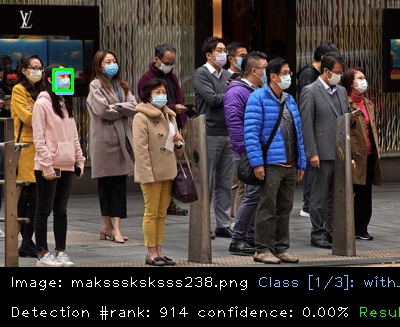 LV
Image: makssskskss238.png Class [1/3]: with_
Detection #rank: 914 confidence: 0.00% Resul